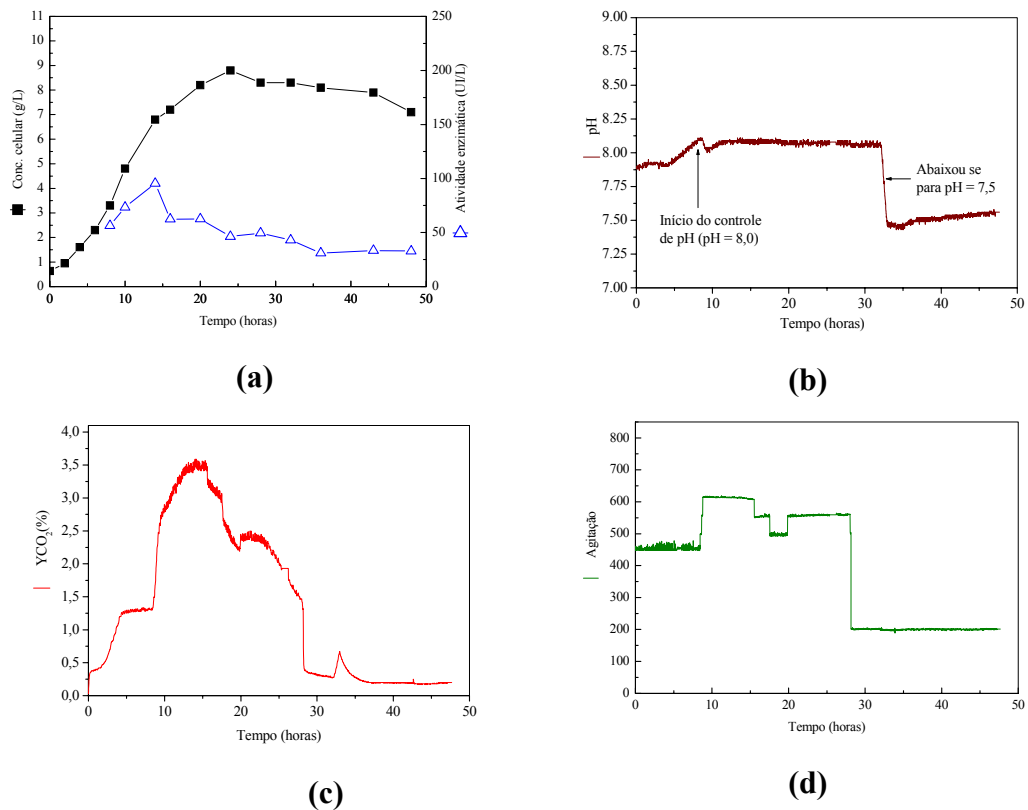 11
10
9
8
7
6
5
4
3
2
1
0
Conc. celular (g/L)
250
200
150
100
50
0
Atividade enzimática (UI/L)
0 10 20 30 40 50
Tempo (horas)
(a)
9.00
8.75
8.50
8.25
8.00
7.75
7.50
7.25
7.00
pH
Início do controle
de pH (pH = 8,0)
Abaixou se
para pH = 7,5
0 10 20 30 40 50
Tempo (horas)
(b)
4,0
3,5
3,0
2,5
2,0
1,5
1,0
0,5
0,0
YCO2(%)
0 10 20 30 40 50
Tempo (horas)
(c)
800
700
600
500
400
300
200
100
0
Agitação
0 10 20 30 40 50
Tempo (horas)
(d)